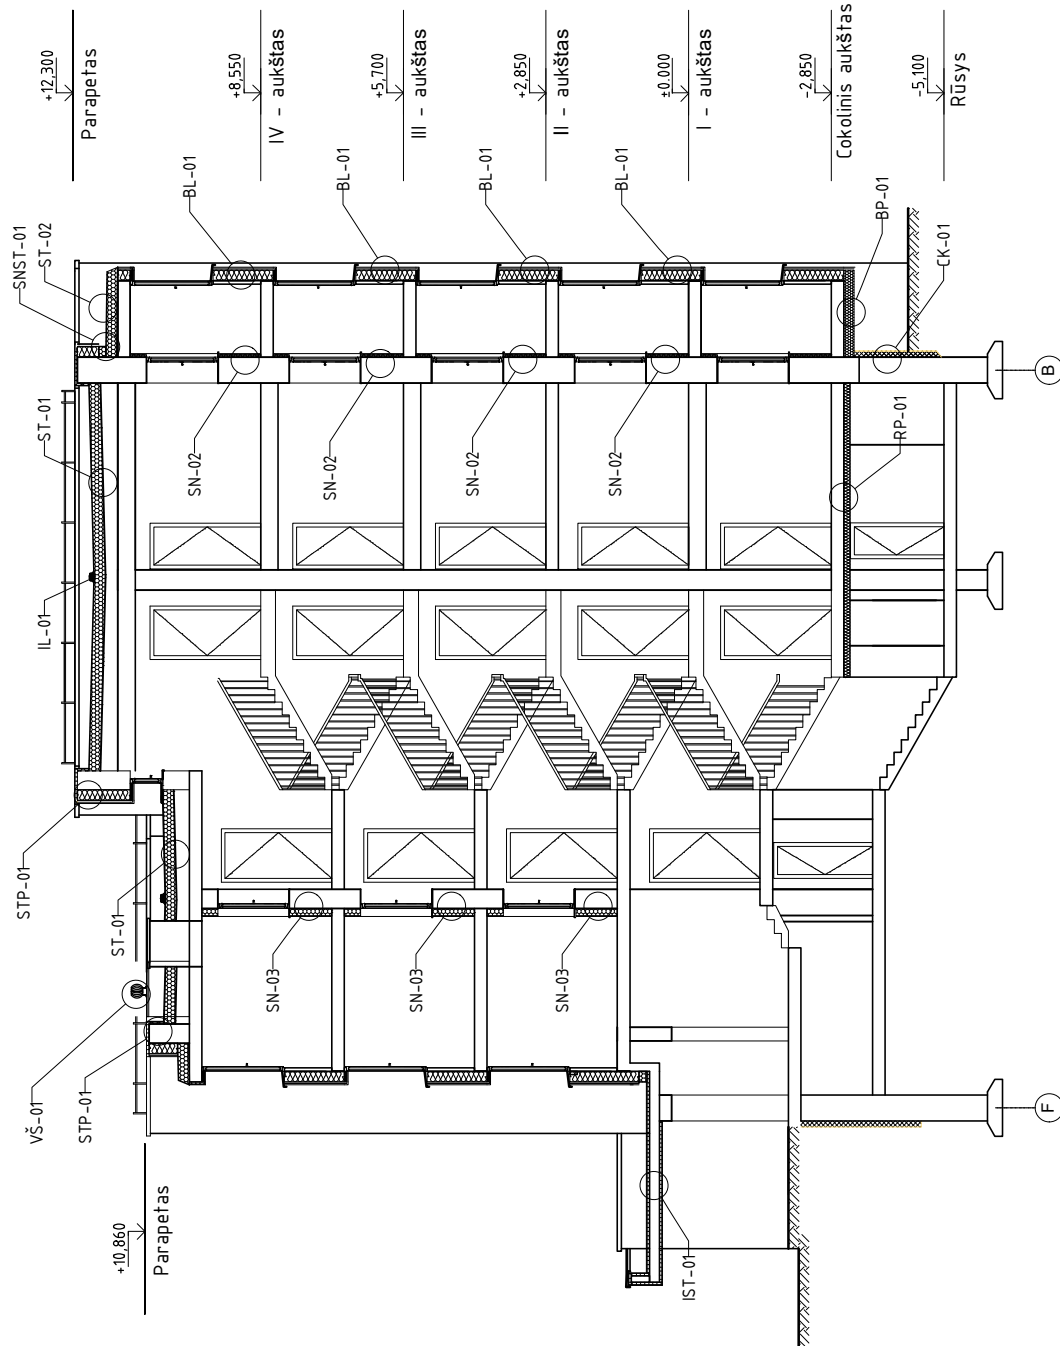 +12,300
Parapetas
+8,550
IV - aukštas
+5,700
III - aukštas
+2,850
II - aukštas
±0.000
I - aukštas
-2,850
Cokolinis aukštas
-5,100
Rūsys
SNST-01
ST-02
BL-01
BL-01
BL-01
BL-01
BP-01
CK-01
ST-01
SN-02
SN-02
SN-02
SN-02
RP-01
B
IL-01
STP-01
ST-01
SN-03
SN-03
SN-03
VŠ-01
STP-01
F
IST-01
+10,860
Parapetas